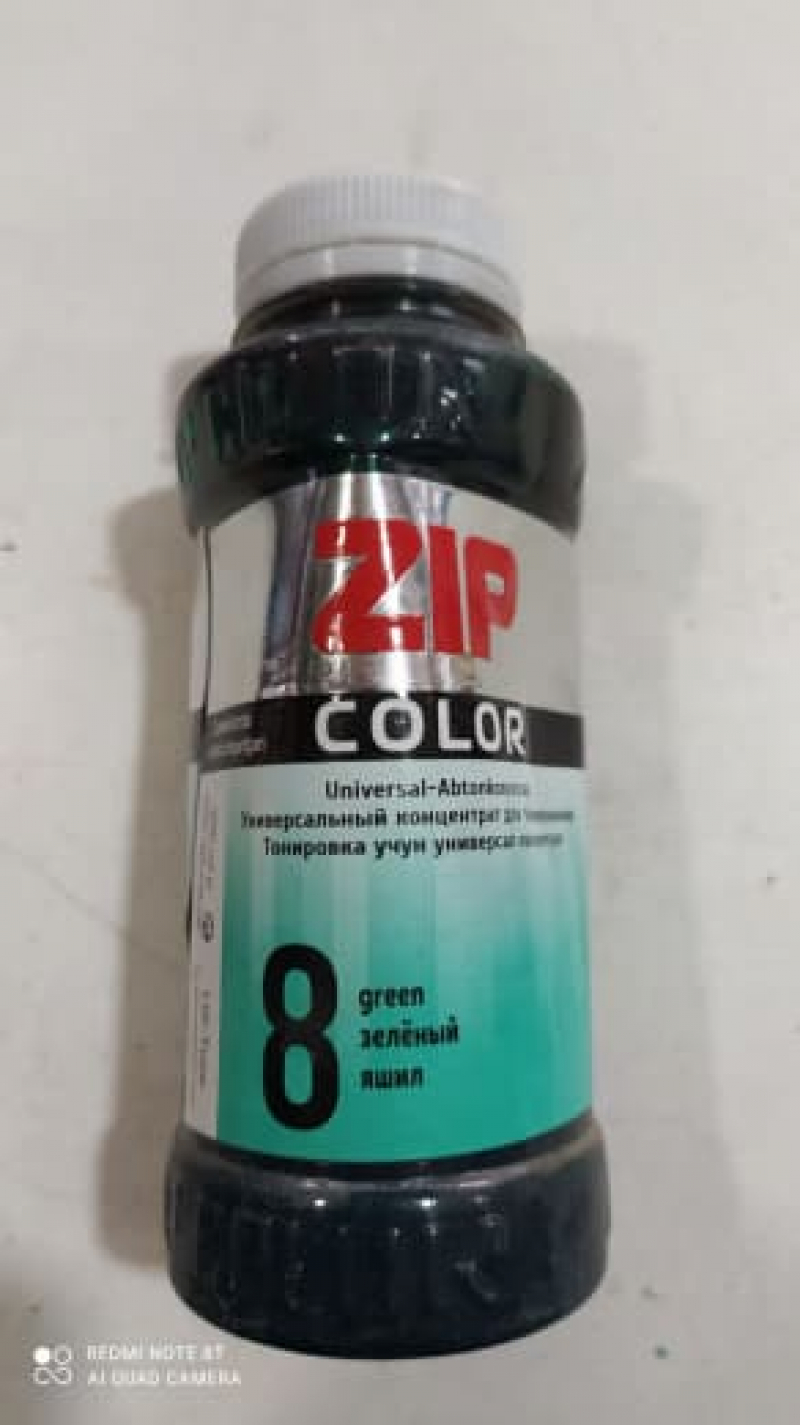 ZIP
COLOR
Universal-Abtonkonzentrat
Универсальный концентрат для
Тонировка учун универсал
8
green
зелёный
яшил
REDMI NOTE 8T
AI QUAD CAMERA